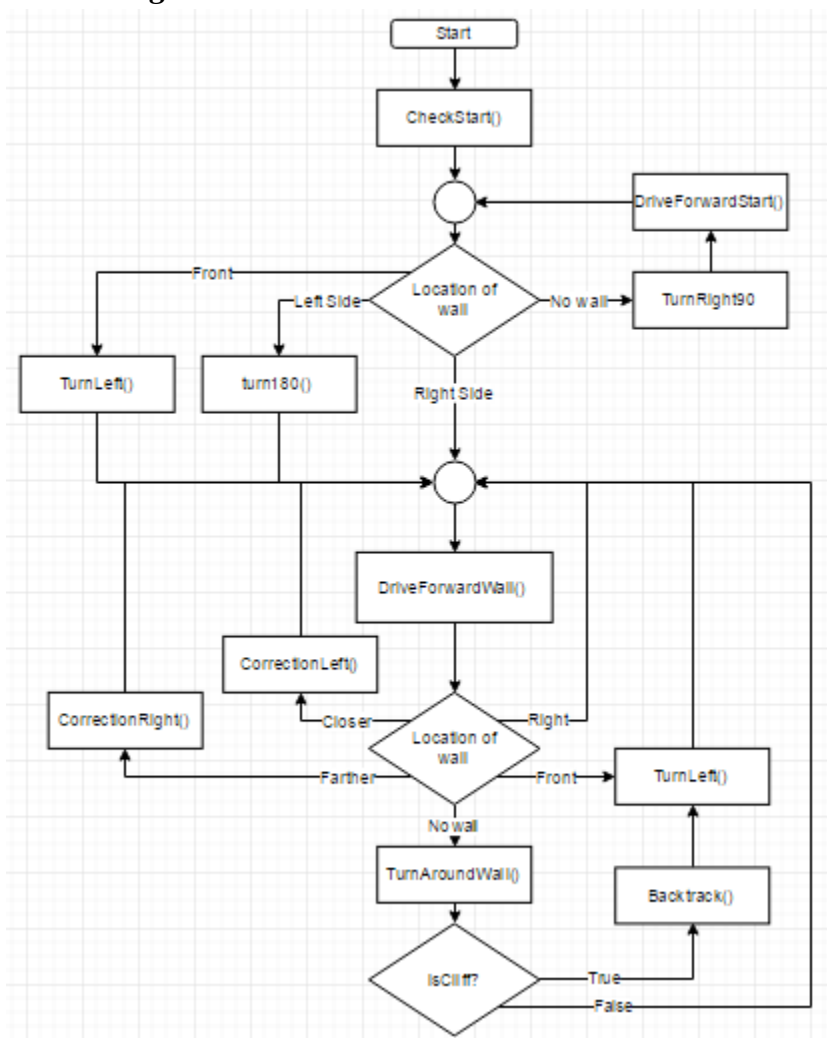 Start
CheckStart()
DriveForwardStart()
Front
Location of
wall
Left Side
No wall
TurnRight90
TurnLeft()
turn180()
Right Side
DriveForwardWall()
CorrectionLeft()
CorrectionRight()
Closer
Right
Location of
wall
Farther
Front
TurnLeft()
No wall
TurnAroundWall()
Backtrack()
IsCliff?
True
False